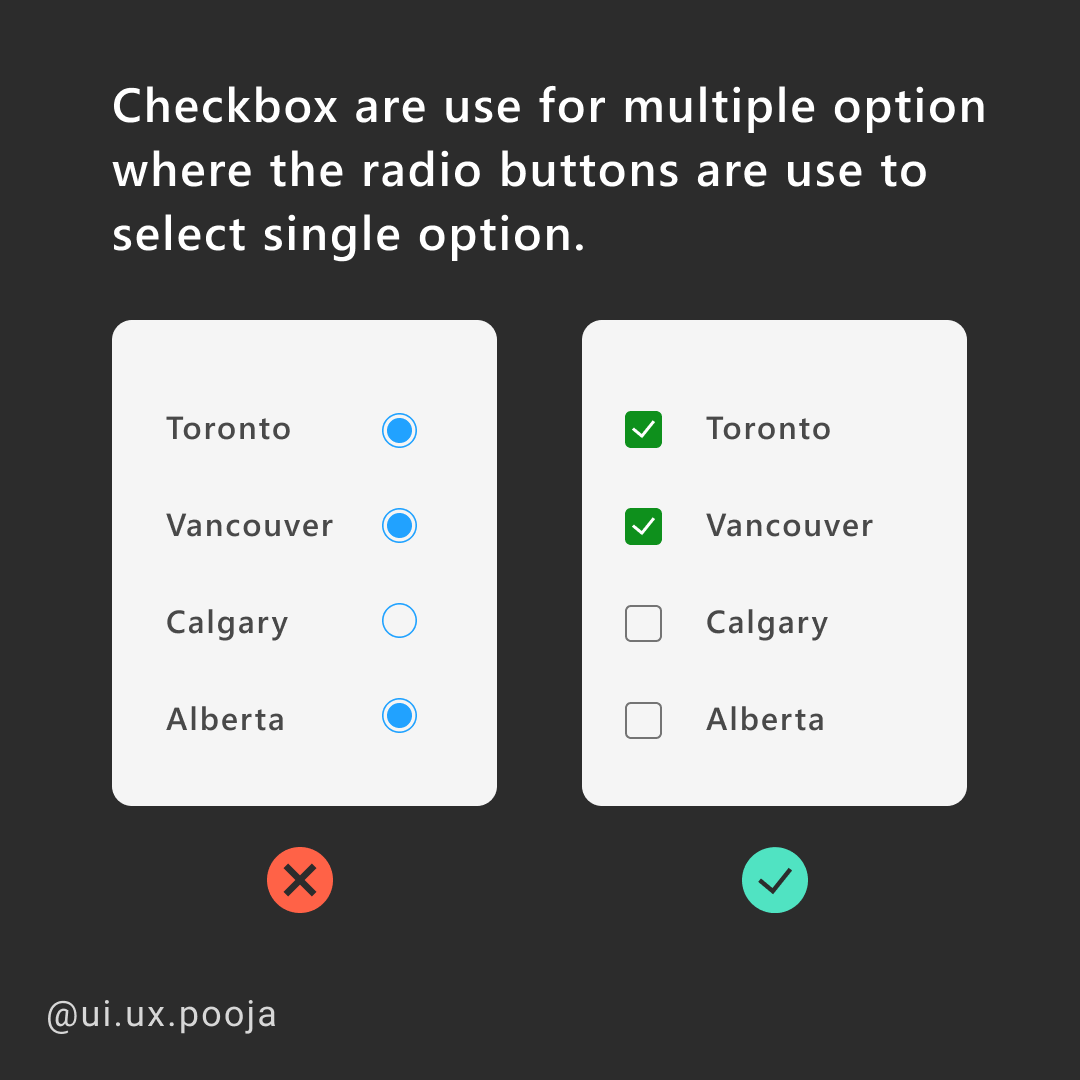 Checkbox are use for multiple option
where the radio buttons are use to
select single option.
Toronto
Vancouver
Calgary
Alberta
Toronto
Vancouver
Calgary
Alberta
@ui.ux.pooja